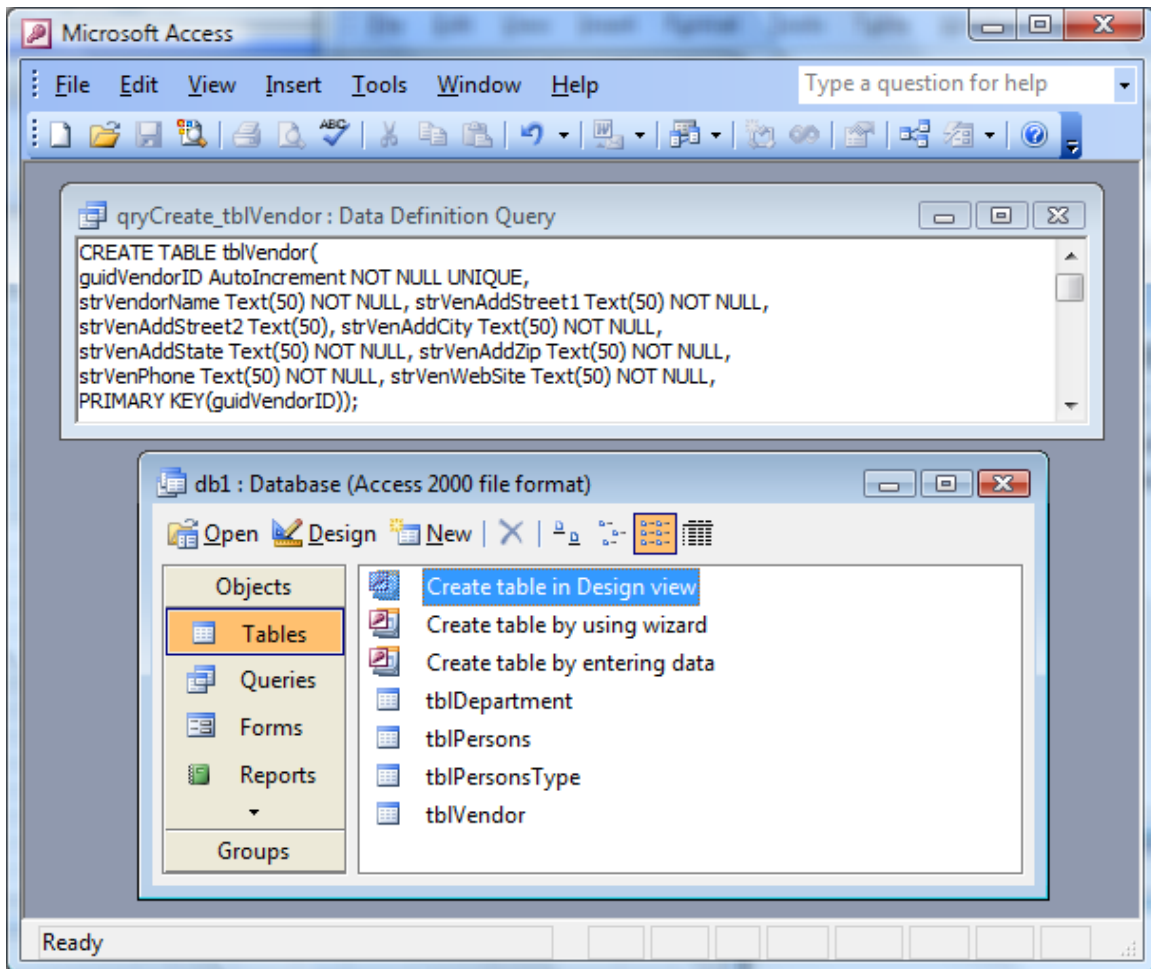 Microsoft Access
File Edit View Insert Tools Window Help Type a question for help
ABC W
qryCreate_tblVendor : Data Definition Query
CREATE TABLE tblVendor(
guidVendorID AutoIncrement NOT NULL UNIQUE,
strVendorName Text(50) NOT NULL, strVenAddStreet1 Text(50) NOT NULL,
strVenAddStreet2 Text(50), strVenAddCity Text(50) NOT NULL,
strVenAddState Text(50) NOT NULL, strVenAddZip Text(50) NOT NULL,
strVenPhone Text(50) NOT NULL, strVenWebSite Text(50) NOT NULL,
PRIMARY KEY(guidVendorID));
db1 : Database (Access 2000 file format)
Open Design New
Objects
Tables
Queries
Forms
Reports
Groups
Create table in Design view
Create table by using wizard
Create table by entering data
tblDepartment
tblPersons
tblPersonsType
tblVendor
Ready